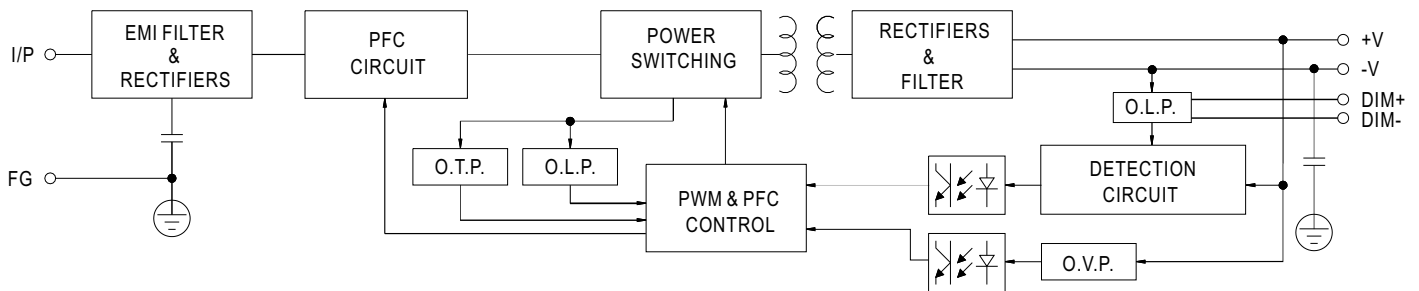 I/P
EMI FILTER
&
RECTIFIERS
PFC
CIRCUIT
POWER
SWITCHING
RECTIFIERS
&
FILTER
+V
-V
DIM+
DIM-
O.L.P.
FG
O.T.P.
O.L.P.
PWM & PFC
CONTROL
DETECTION
CIRCUIT
O.V.P.